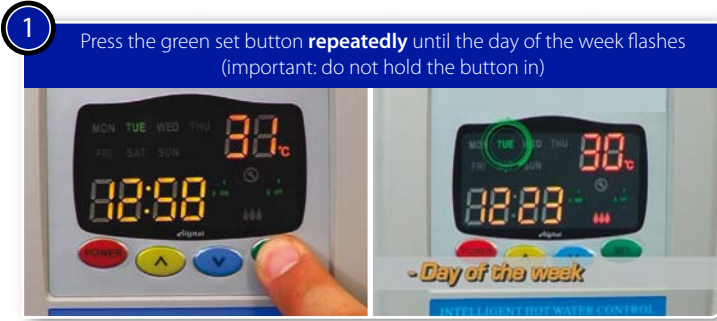 1
Press the green set button repeatedly until the day of the week flashes
(important: do not hold the button in)
MON TUE WED THU
FRI SAT SUN
31°C
12:58
POWER
MON TUE WED THU
FRI SAT SUN
30°C
12:23
- Day of the week
INTELLIGENT HOT WATER CONTROL